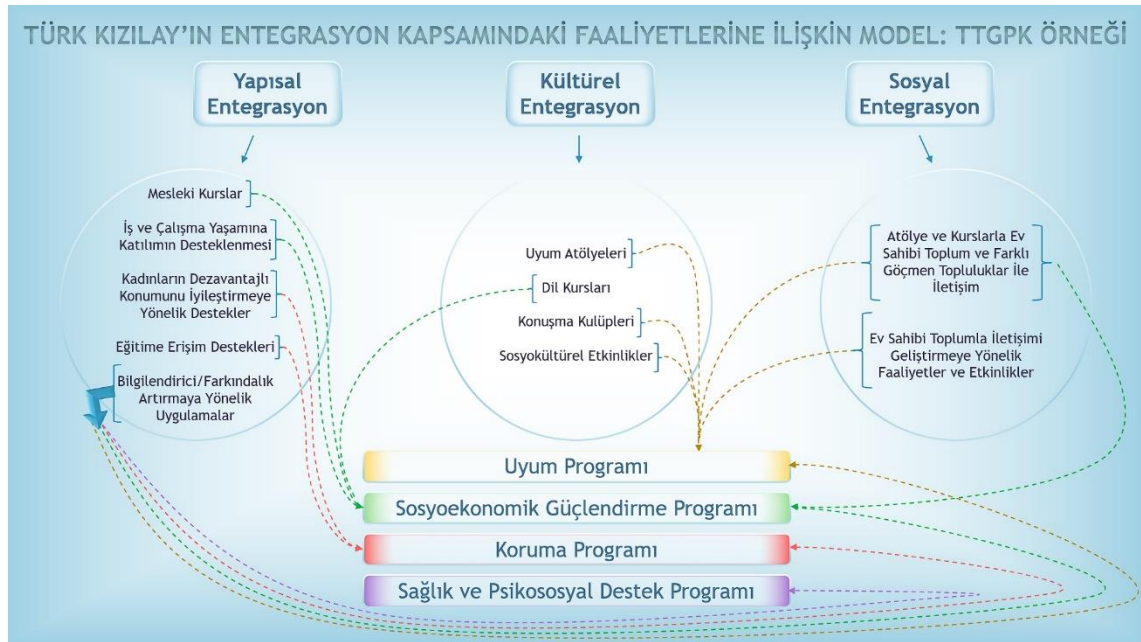 TÜRK KIZILAY’IN ENTEGRASYON KAPSAMINDAKİ FAALİYETLERİNE İLİŞKİN MODEL: TTGPK ÖRNEĞİ
Yapısal
Entegrasyon
Kültürel
Entegrasyon
Sosyal
Entegrasyon
Mesleki Kurslar
İş ve Çalışma Yaşamına
Katılımın Desteklenmesi
Kadınların Dezavantajlı
Konumunu İyileştirmeye
Yönelik Destekler
Eğitime Erişim Destekleri
Bilgilendirici/Farkındalık
Artırmaya Yönelik
Uygulamalar
Uyum Atölyeleri
Dil Kursları
Konuşma Kulüpleri
Sosyokültürel Etkinlikler
Atölye ve Kurslarla Ev
Sahibi Toplum ve Farklı
Göçmen Topluluklar İle
İletişim
Ev Sahibi Toplumla İletişimi
Geliştirmeye Yönelik
Faaliyetler ve Etkinlikler
Uyum Programı
Sosyoekonomik Güçlendirme Programı
Koruma Programı
Sağlık ve Psikososyal Destek Programı